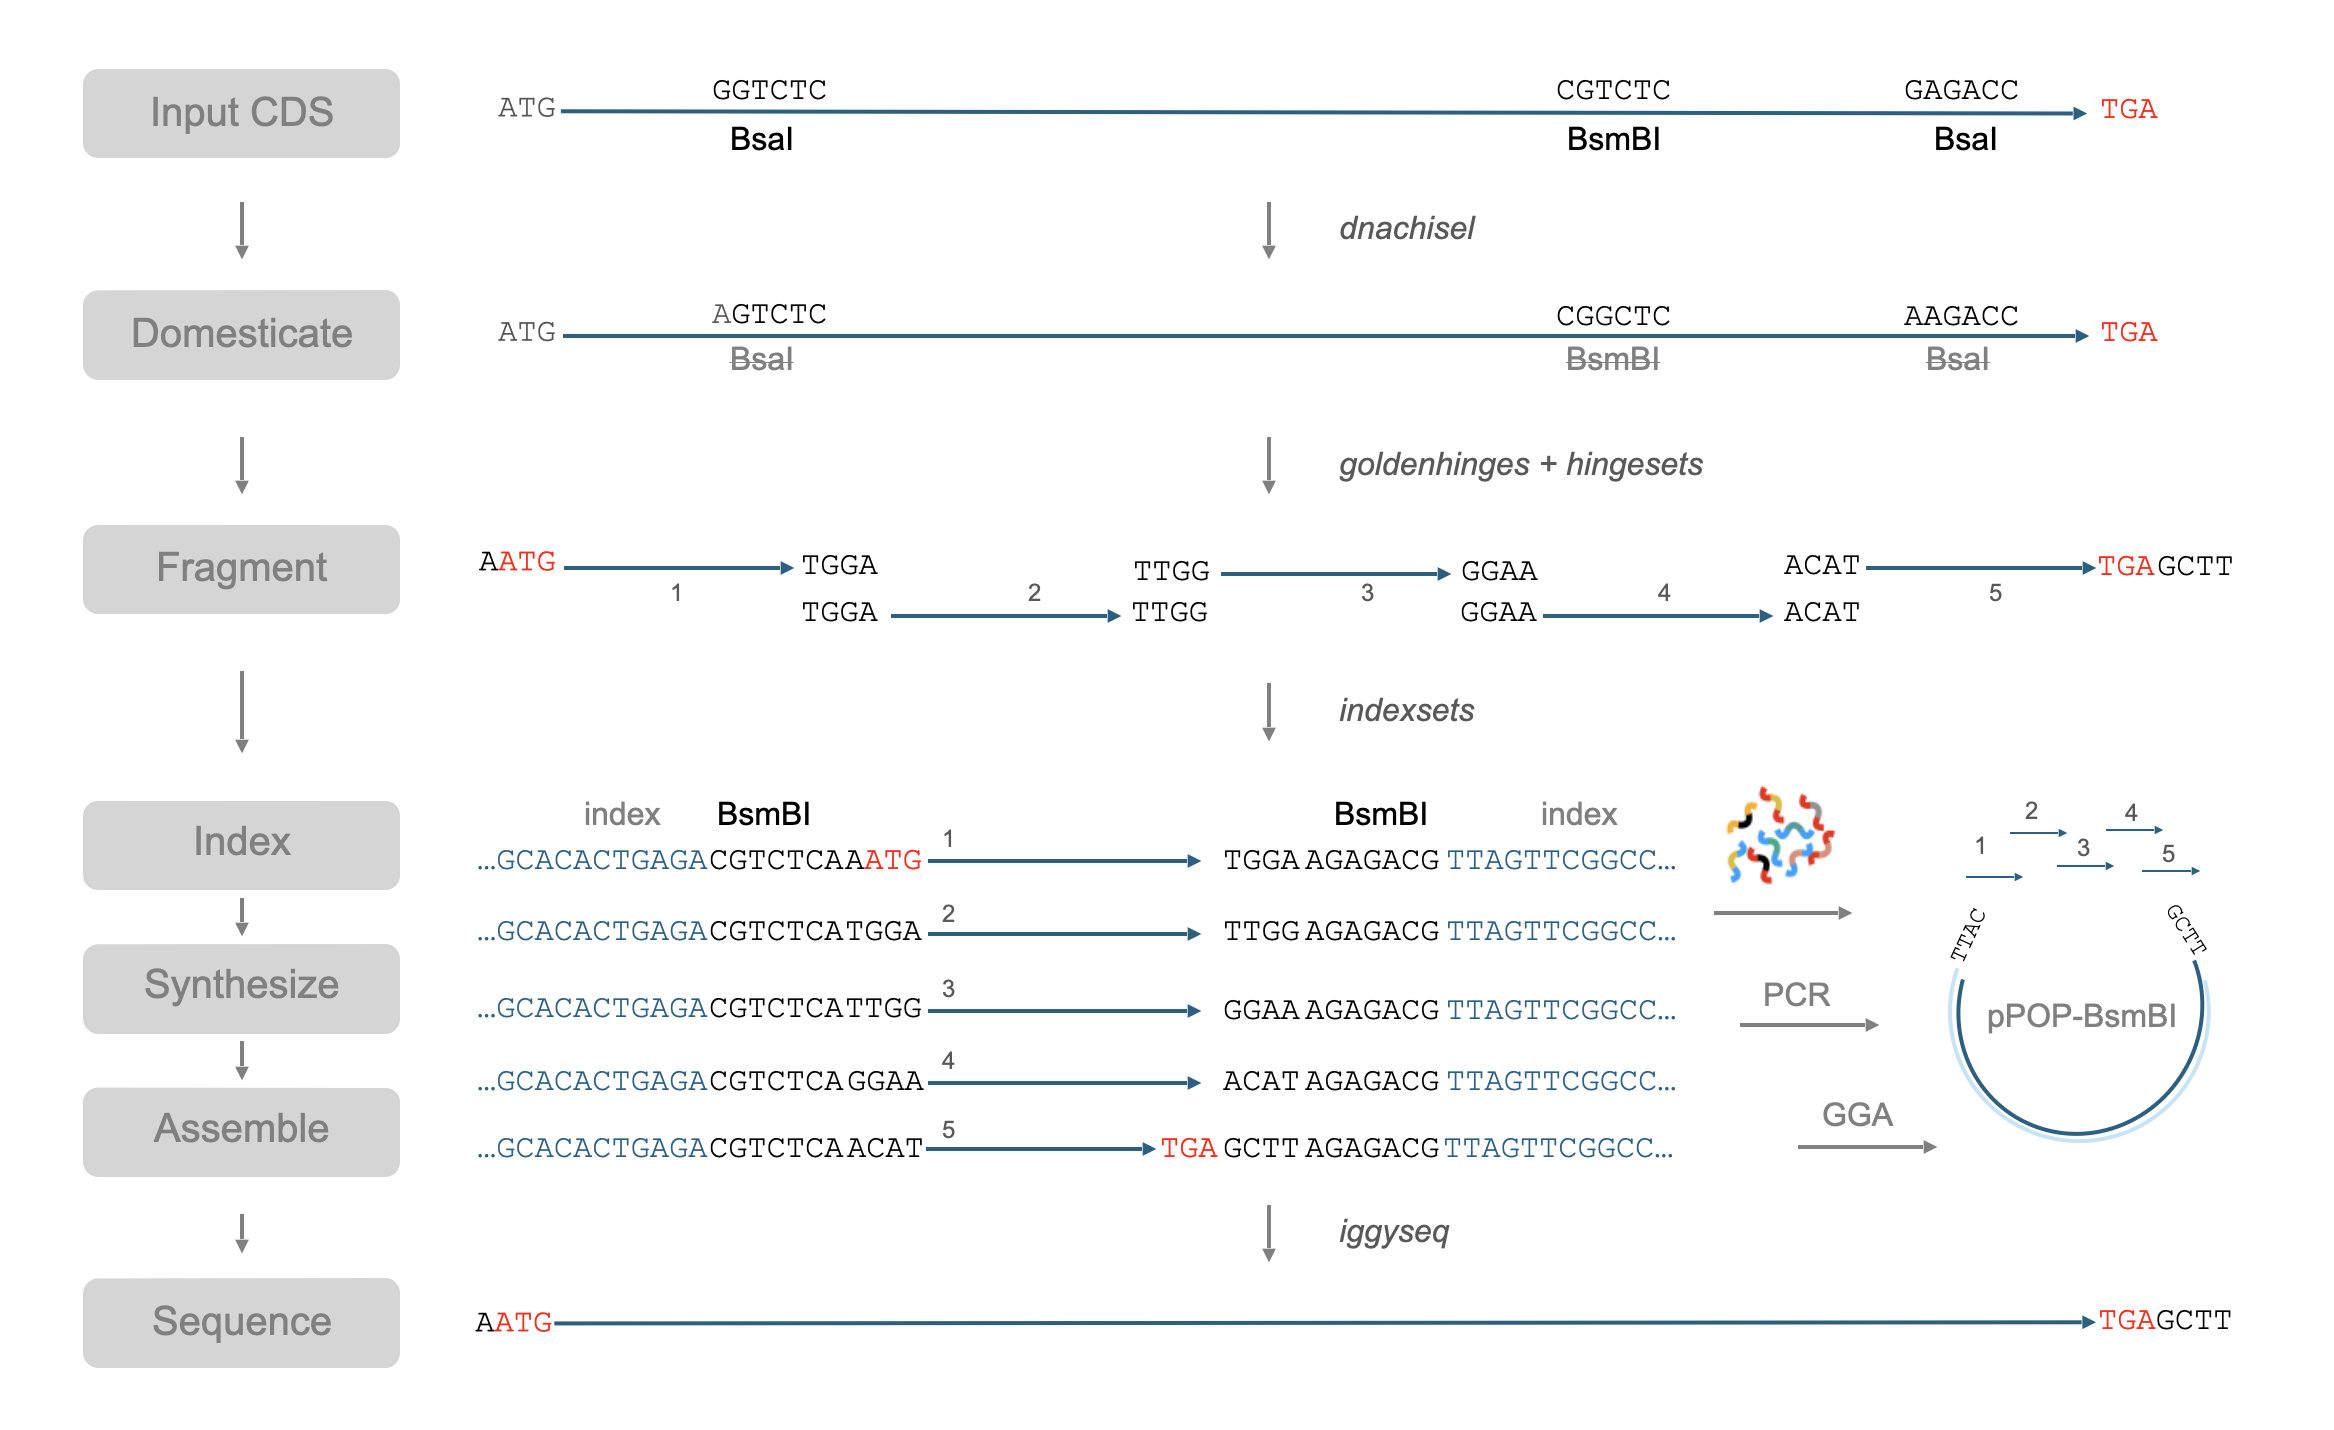 Input CDS
ATG
GGTCTC
CGTCTC
GAGACC
TGA
BsaI
BsmBI
BsaI
dnachisel
Domesticate
ATG
AGTCTC
CGGCTC
AAGACC
TGA
BsaI
BsmBI
BsaI
goldenhinges + hingesets
Fragment
AATG
1
TGGA
TTGG
3
GGAA
ACAT
5
TGAGCTT
TGGA
2
TTGG
GGAA
4
ACAT
indexsets
Index
Synthesize
Assemble
index
BsmBI
BsmBI
index
...GCACACTGAGACGTCTCAAATG
1
TGGA AGAGACG TTAGTTCGGCC...
...GCACACTGAGACGTCTCATGGA
2
TTGG AGAGACG TTAGTTCGGCC...
...GCACACTGAGACGTCTCATTGG
3
GGAA AGAGACG TTAGTTCGGCC...
...GCACACTGAGACGTCTCAGGAA
4
ACAT AGAGACG TTAGTTCGGCC...
...GCACACTGAGACGTCTCAACAT
5
TGA GCTT AGAGACG TTAGTTCGGCC...
PCR
GGA
1
2
3
4
5
TTAC
GCTT
pPOP-BsmBI
iggyseq
Sequence
AATG
TGAGCTT